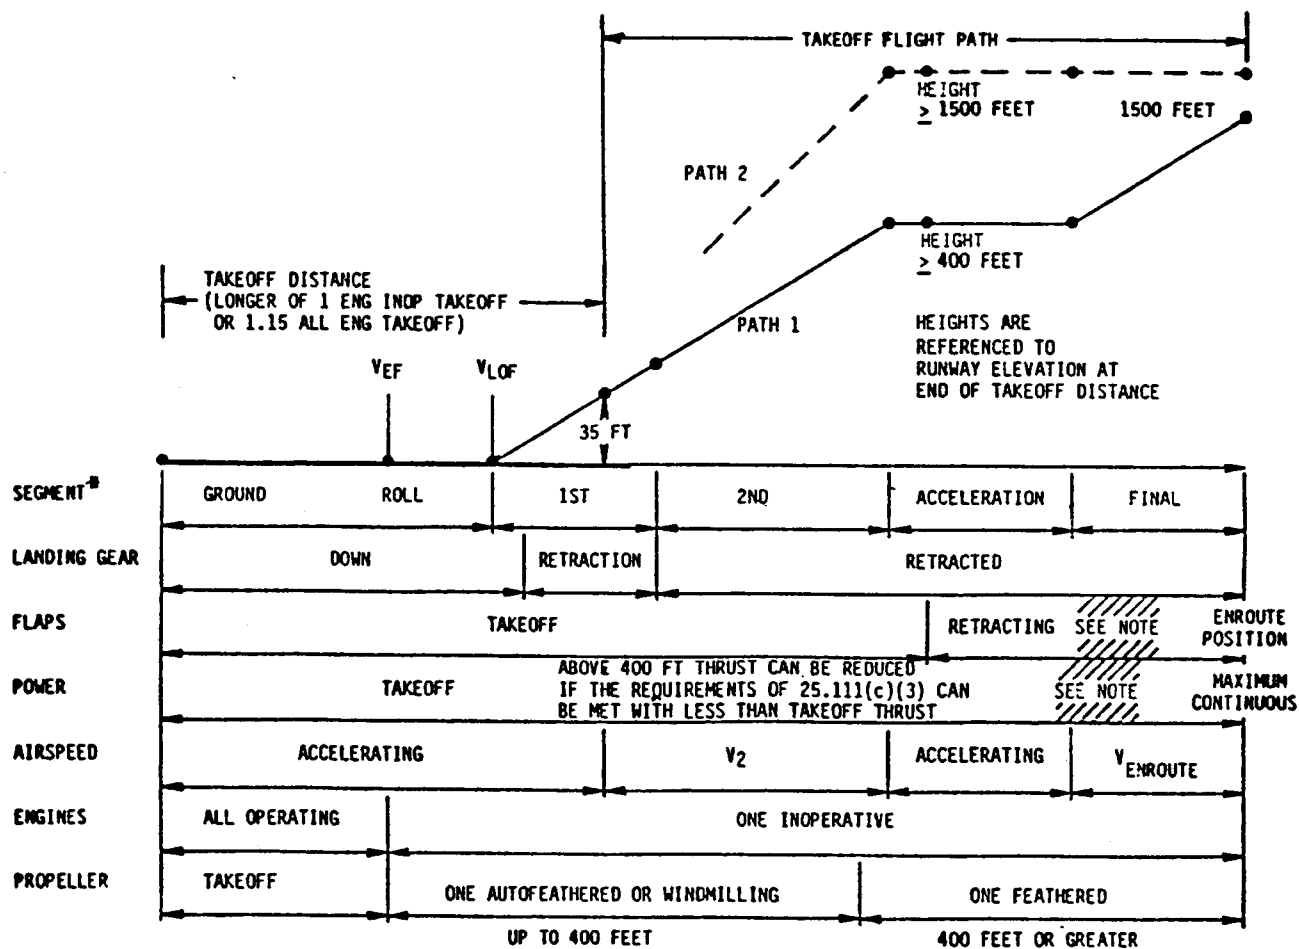 TAKEOFF FLIGHT PATH
HEIGHT
≥ 1500 FEET
1500 FEET
PATH 2
HEIGHT
≥ 400 FEET
TAKEOFF DISTANCE
(LONGER OF 1 ENG INOP TAKEOFF
OR 1.15 ALL ENG TAKEOFF)
PATH 1
HEIGHTS ARE
REFERENCED TO
RUNWAY ELEVATION AT
END OF TAKEOFF DISTANCE
VEF
VLOF
35 FT
SEGMENT* GROUND ROLL 1ST 2ND ACCELERATION FINAL
LANDING GEAR DOWN RETRACTION RETRACTED
FLAPS TAKEOFF RETRACTING SEE NOTE ENROUTE
POSITION
POWER TAKEOFF
ABOVE 400 FT THRUST CAN BE REDUCED
IF THE REQUIREMENTS OF 25.111(c)(3) CAN
BE MET WITH LESS THAN TAKEOFF THRUST
SEE NOTE
MAXIMUM
CONTINUOUS
AIRSPEED ACCELERATING V2 ACCELERATING VENROUTE
ENGINES ALL OPERATING ONE INOPERATIVE
PROPELLER TAKEOFF ONE AUTOFEATHERED OR WINDMILLING ONE FEATHERED
UP TO 400 FEET 400 FEET OR GREATER